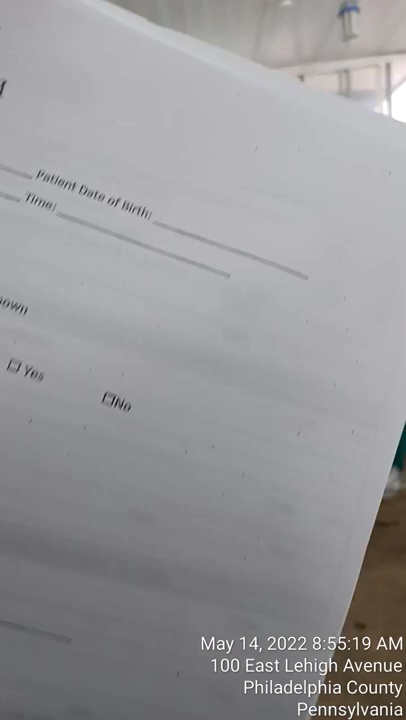 Patient Date of Birth:
Time:
Yes
No
May 14, 2022 8:55:19 AM
100 East Lehigh Avenue
Philadelphia County
Pennsylvania